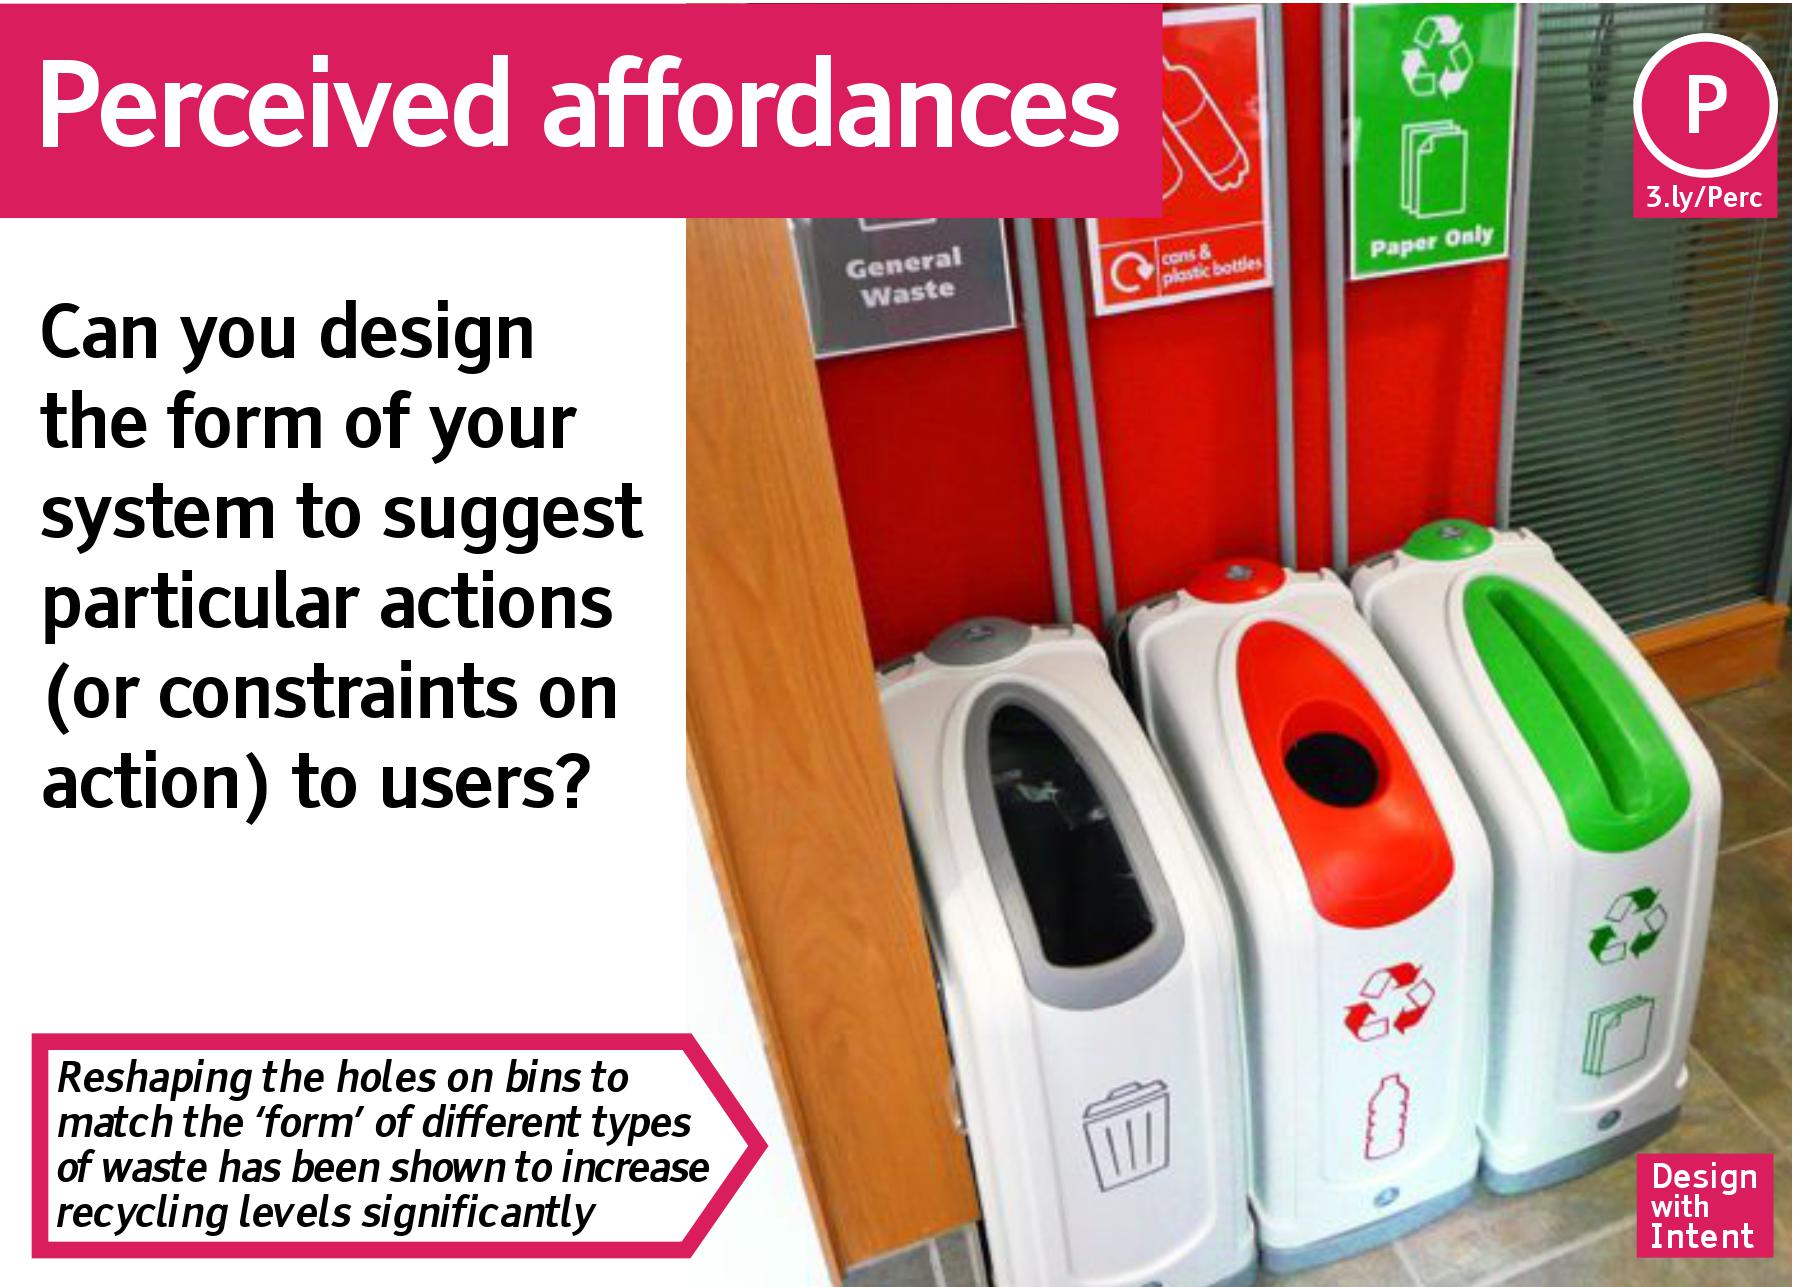 Perceived affordances
P
3.ly/Perc
Can you design
the form of your
system to suggest
particular actions
(or constraints on
action) to users?
General
Waste
cans &
plastic bottles
Paper Only
Reshaping the holes on bins to
match the ‘form’ of different types
of waste has been shown to increase
recycling levels significantly
Design
with
Intent